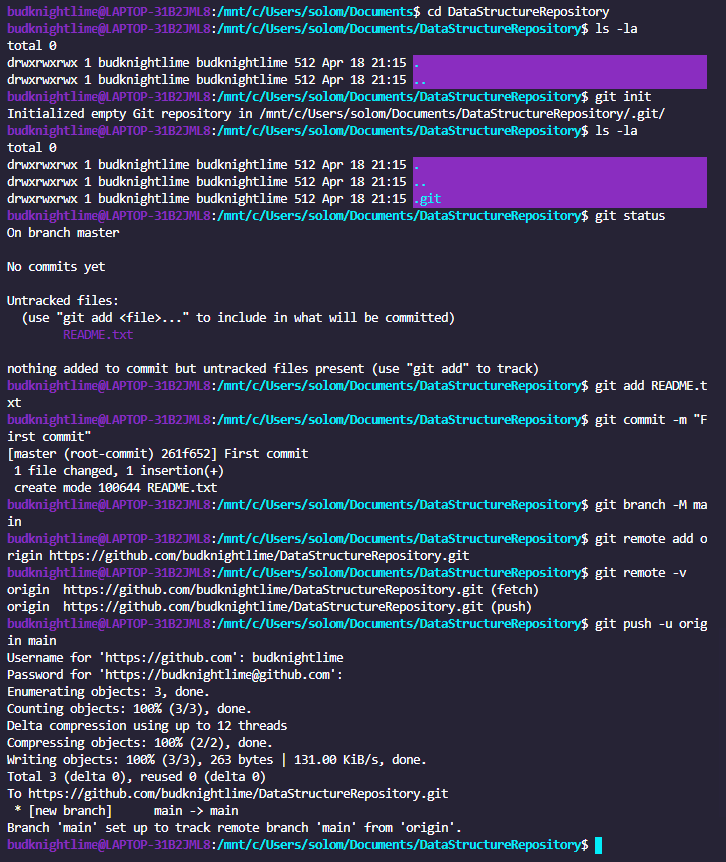 budknightlime@LAPTOP-31B2JML8:/mnt/c/Users/solom/Documents$ cd DataStructureRepository
budknightlime@LAPTOP-31B2JML8:/mnt/c/Users/solom/Documents/DataStructureRepository$ ls -la
total 0
drwxrwxrwx 1 budknightlime budknightlime 512 Apr 18 21:15 .
drwxrwxrwx 1 budknightlime budknightlime 512 Apr 18 21:15 ..
budknightlime@LAPTOP-31B2JML8:/mnt/c/Users/solom/Documents/DataStructureRepository$ git init
Initialized empty Git repository in /mnt/c/Users/solom/Documents/DataStructureRepository/.git/
budknightlime@LAPTOP-31B2JML8:/mnt/c/Users/solom/Documents/DataStructureRepository$ ls -la
total 0
drwxrwxrwx 1 budknightlime budknightlime 512 Apr 18 21:15 .
drwxrwxrwx 1 budknightlime budknightlime 512 Apr 18 21:15 ..
drwxrwxrwx 1 budknightlime budknightlime 512 Apr 18 21:15 .git
budknightlime@LAPTOP-31B2JML8:/mnt/c/Users/solom/Documents/DataStructureRepository$ git status
On branch master

No commits yet

Untracked files:
  (use "git add <file>..." to include in what will be committed)
        README.txt

nothing added to commit but untracked files present (use "git add" to track)
budknightlime@LAPTOP-31B2JML8:/mnt/c/Users/solom/Documents/DataStructureRepository$ git add README.t
xt
budknightlime@LAPTOP-31B2JML8:/mnt/c/Users/solom/Documents/DataStructureRepository$ git commit -m "F
irst commit"
[master (root-commit) 261f652] First commit
 1 file changed, 1 insertion(+)
 create mode 100644 README.txt
budknightlime@LAPTOP-31B2JML8:/mnt/c/Users/solom/Documents/DataStructureRepository$ git branch -M ma
in
budknightlime@LAPTOP-31B2JML8:/mnt/c/Users/solom/Documents/DataStructureRepository$ git remote add o
rigin https://github.com/budknightlime/DataStructureRepository.git
budknightlime@LAPTOP-31B2JML8:/mnt/c/Users/solom/Documents/DataStructureRepository$ git remote -v
origin  https://github.com/budknightlime/DataStructureRepository.git (fetch)
origin  https://github.com/budknightlime/DataStructureRepository.git (push)
budknightlime@LAPTOP-31B2JML8:/mnt/c/Users/solom/Documents/DataStructureRepository$ git push -u orig
in main
Username for 'https://github.com': budknightlime
Password for 'https://budknightlime@github.com':
Enumerating objects: 3, done.
Counting objects: 100% (3/3), done.
Delta compression using up to 12 threads
Compressing objects: 100% (2/2), done.
Writing objects: 100% (3/3), 263 bytes | 131.00 KiB/s, done.
Total 3 (delta 0), reused 0 (delta 0)
To https://github.com/budknightlime/DataStructureRepository.git
 * [new branch]      main -> main
Branch 'main' set up to track remote branch 'main' from 'origin'.
budknightlime@LAPTOP-31B2JML8:/mnt/c/Users/solom/Documents/DataStructureRepository$